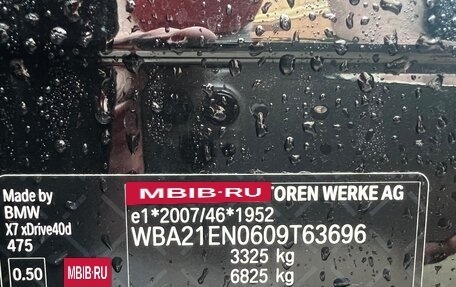 Made by
BMW
X7 xDrive40d
475
0.50
MBIB·RU
MBIB·RU TOREN WERKE AG
e1*2007/46*1952
WBA21EN0609T63696
3325 kg
6825 kg